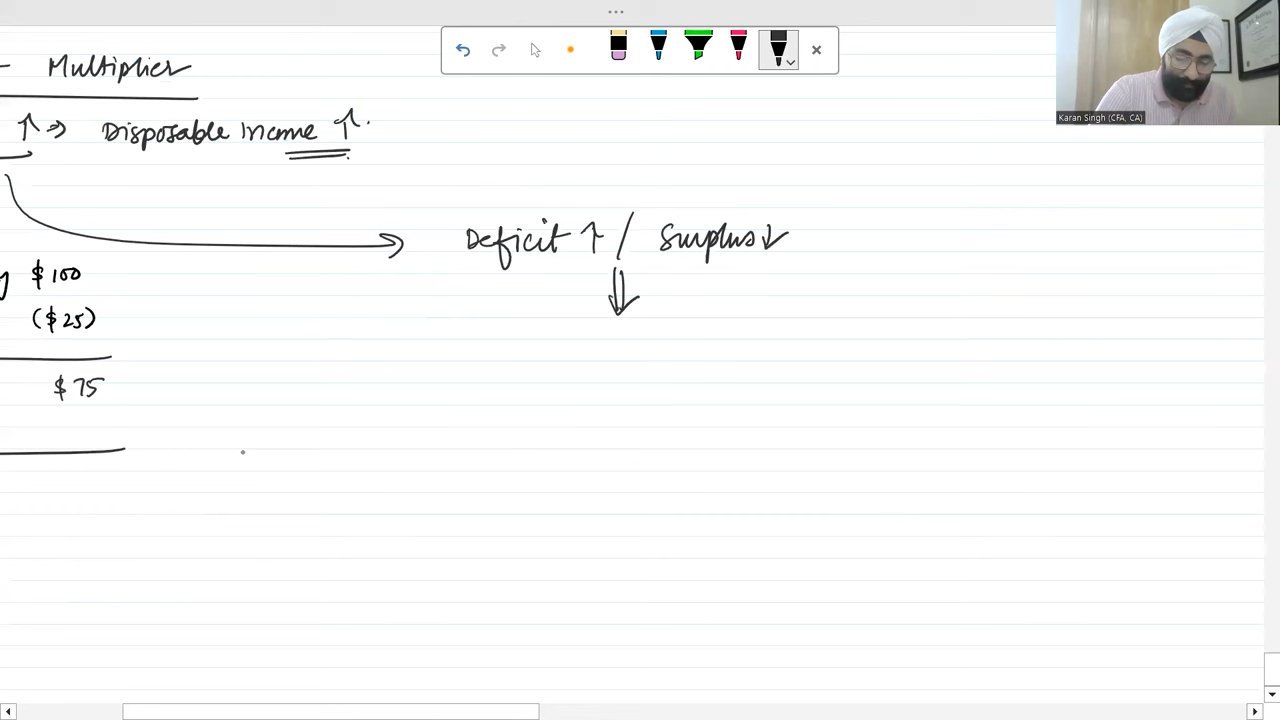 Multiplier
↑ => Disposable Income ↑.
Deficit ↑ / Surplus ↓
$100
($25)
$75
Karan Singh (CFA, CA)